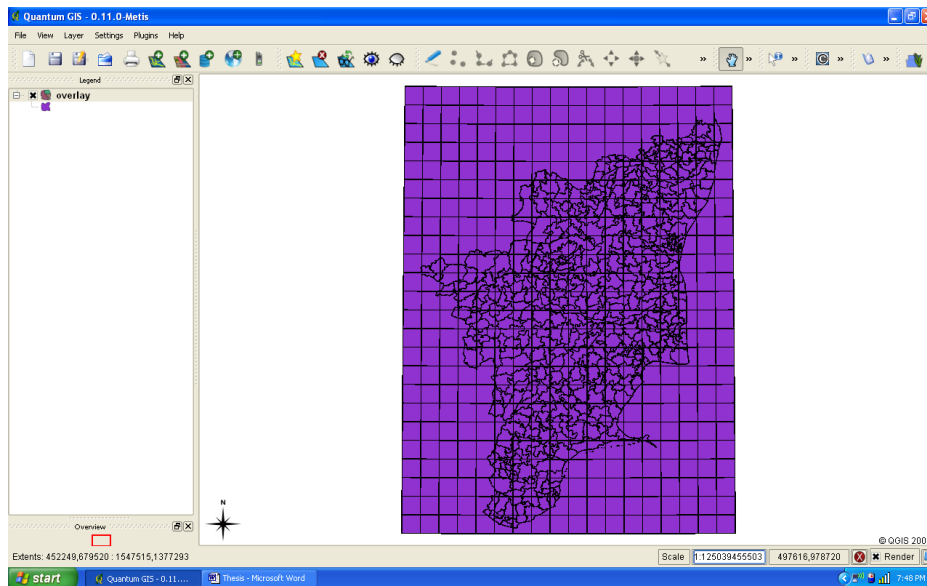 Quantum GIS - 0.11.0-Metis
File View Layer Settings Plugins Help
» » » »
Legend
overlay
N
Overview
© QGIS 200
Extents: 452249,679520 : 1547515,1377293
Scale 1:125039455503 497616,978720 Render
start Quantum GIS - 0.11.... Thesis - Microsoft Word 7:48 PM